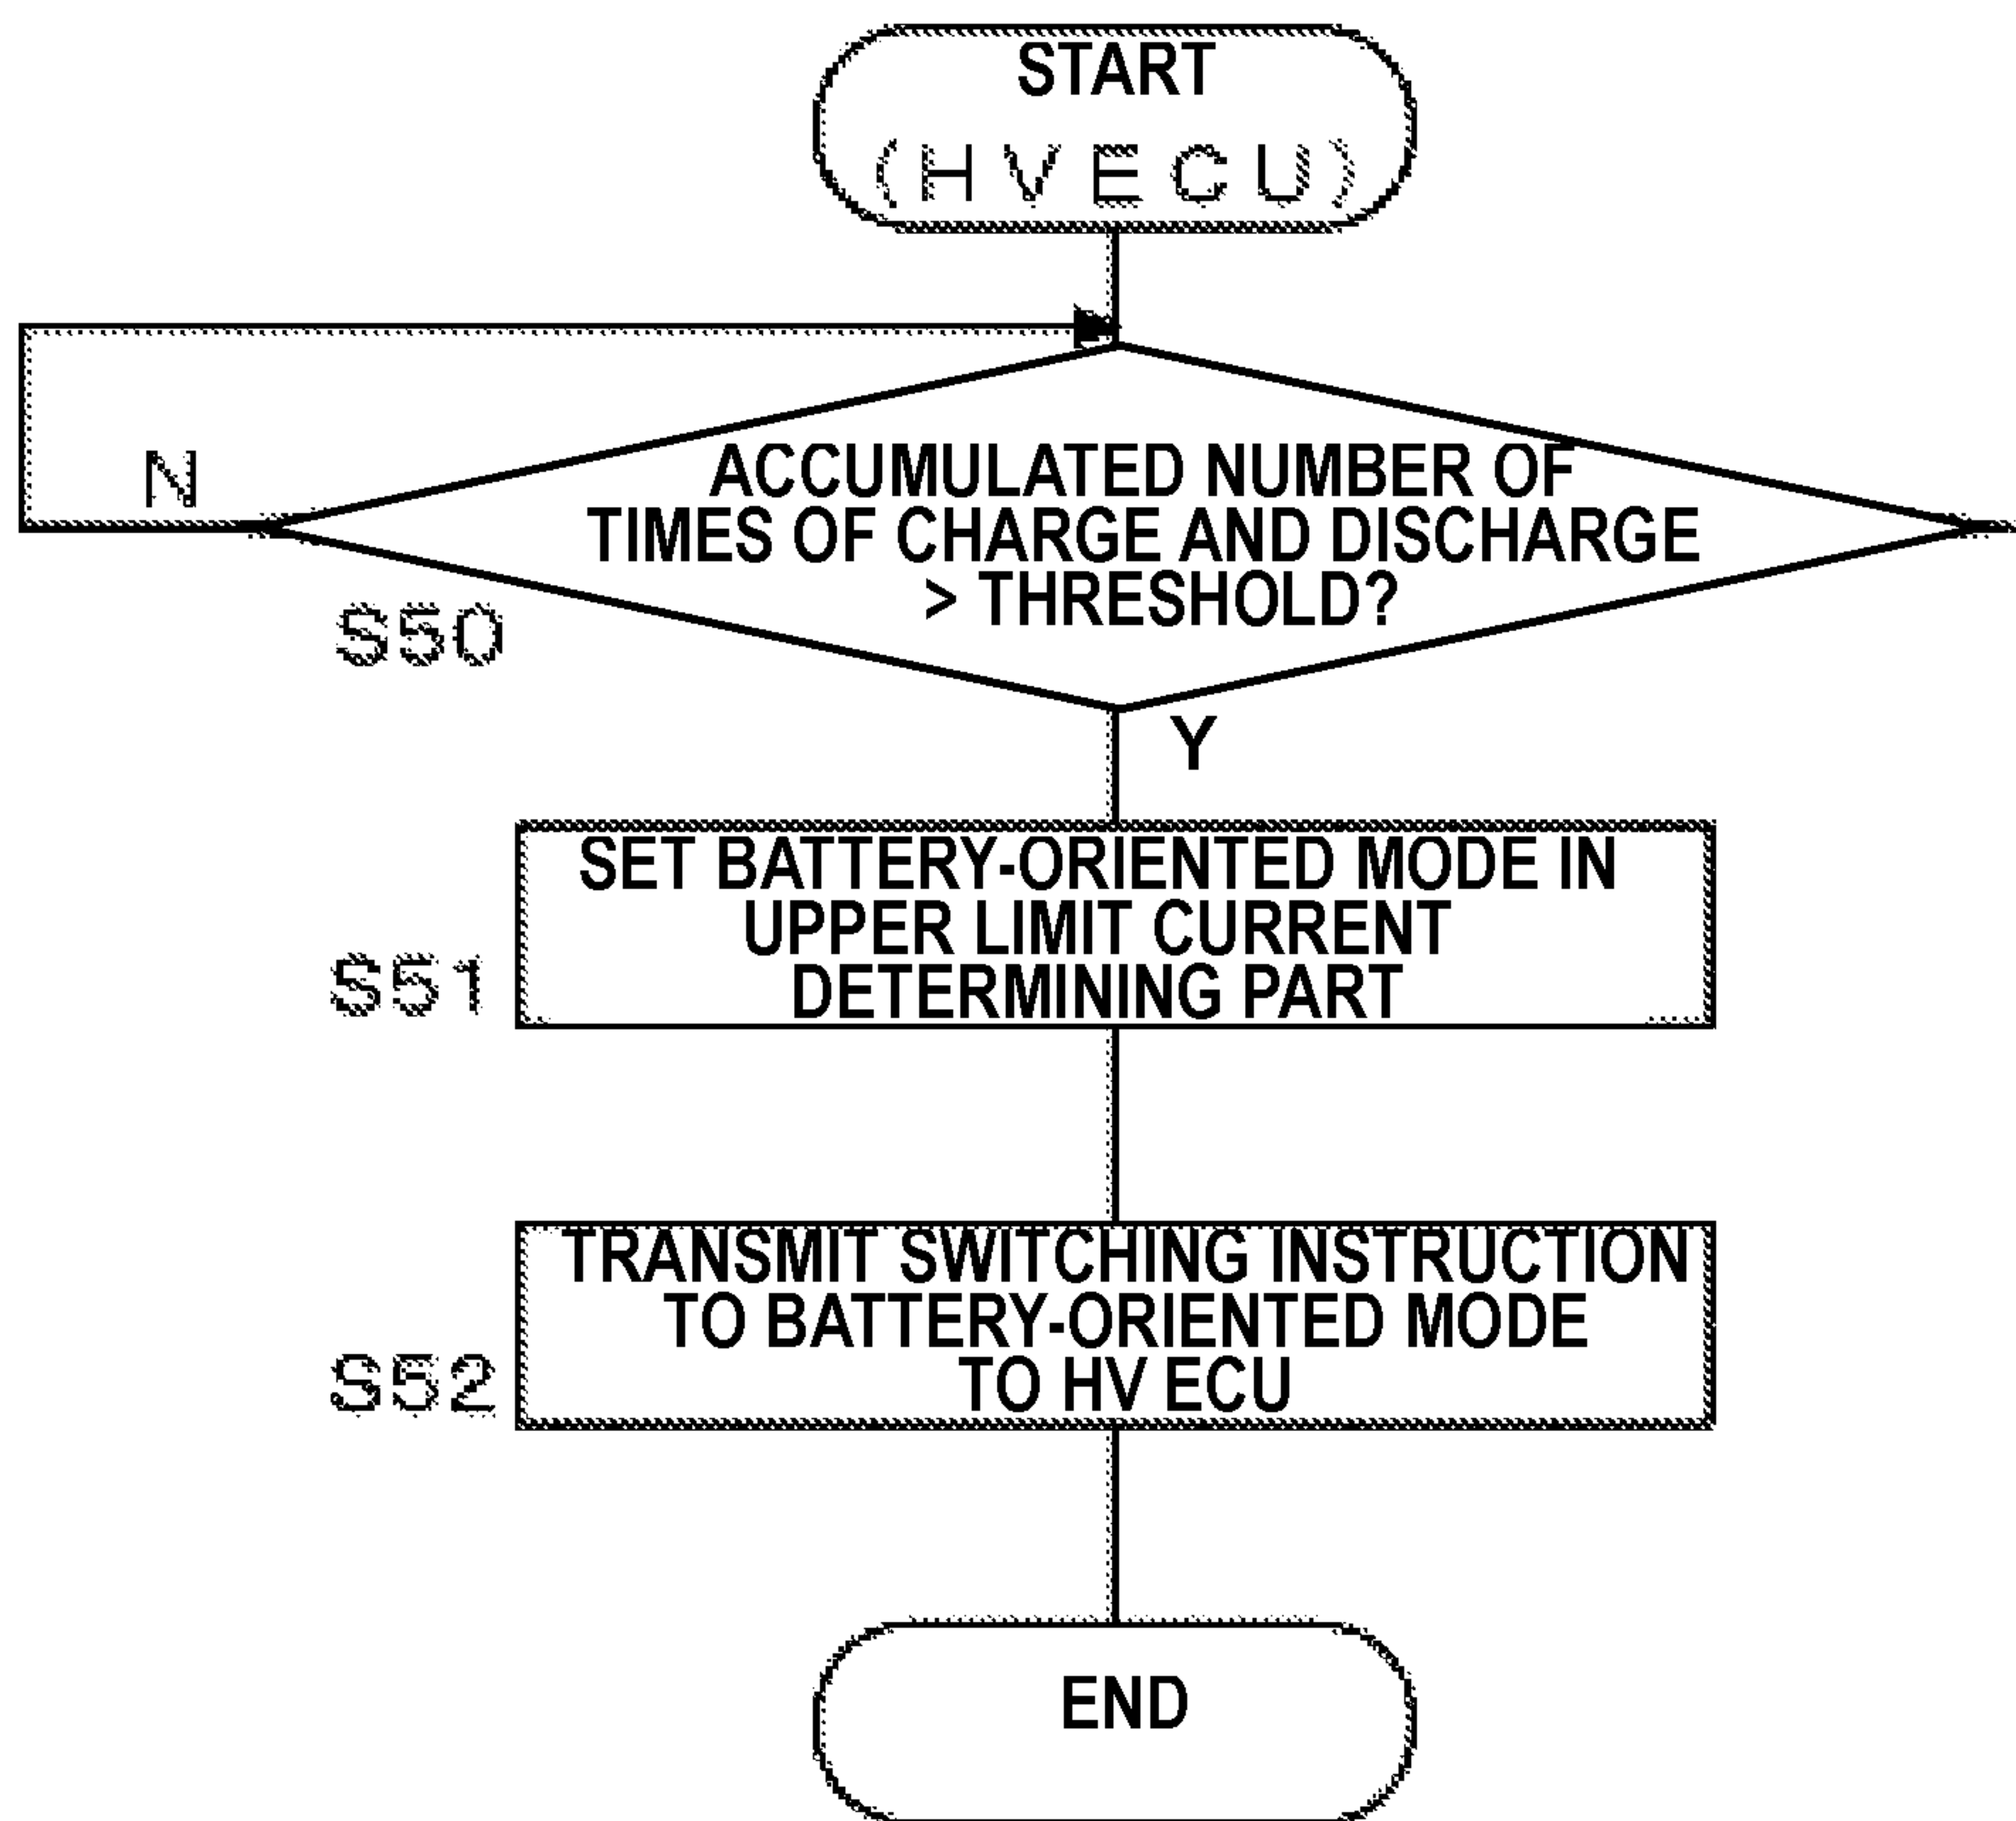 START
(HVECU)
N
ACCUMULATED NUMBER OF
TIMES OF CHARGE AND DISCHARGE
> THRESHOLD?
S50
Y
SET BATTERY-ORIENTED MODE IN
UPPER LIMIT CURRENT
DETERMINING PART
S51
TRANSMIT SWITCHING INSTRUCTION
TO BATTERY-ORIENTED MODE
TO HV ECU
S52
END